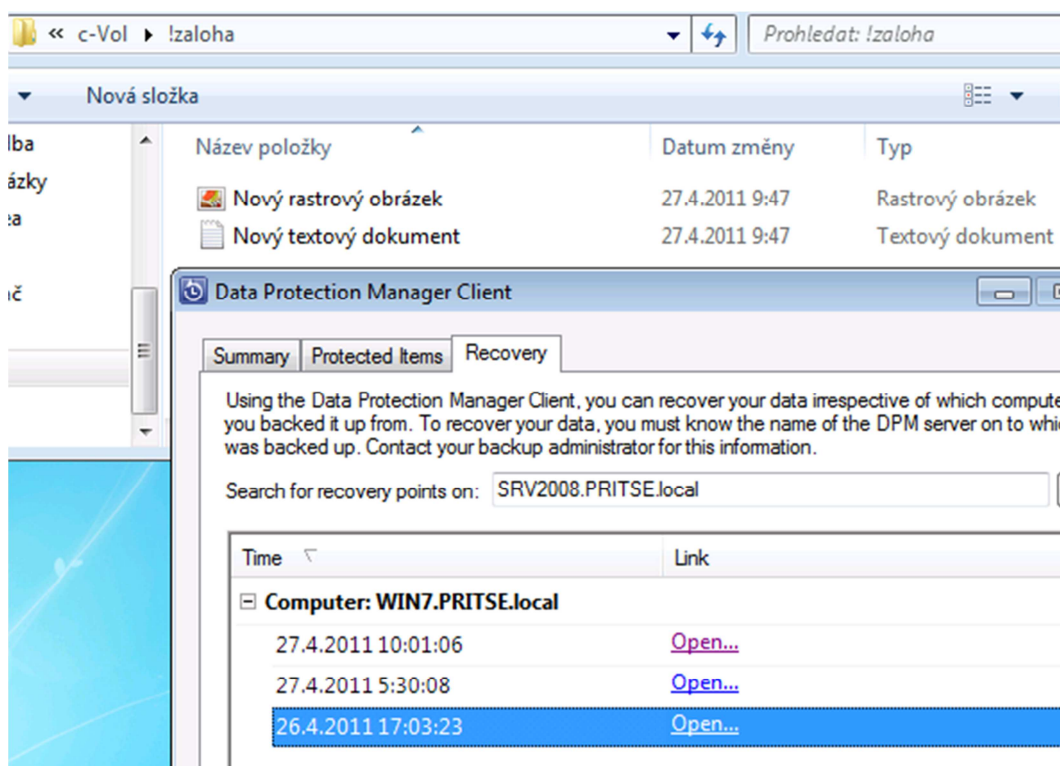 « c-Vol ▸ !zaloha Prohledat: !zaloha
Nová složka
Název položky Datum změny Typ
Nový rastrový obrázek 27.4.2011 9:47 Rastrový obrázek
Nový textový dokument 27.4.2011 9:47 Textový dokument
Data Protection Manager Client
Summary Protected Items Recovery
Using the Data Protection Manager Client, you can recover your data irrespective of which compute
you backed it up from. To recover your data, you must know the name of the DPM server on to whi
was backed up. Contact your backup administrator for this information.
Search for recovery points on: SRV2008.PRITSE.local
Time Link
Computer: WIN7.PRITSE.local
27.4.2011 10:01:06 Open...
27.4.2011 5:30:08 Open...
26.4.2011 17:03:23 Open...